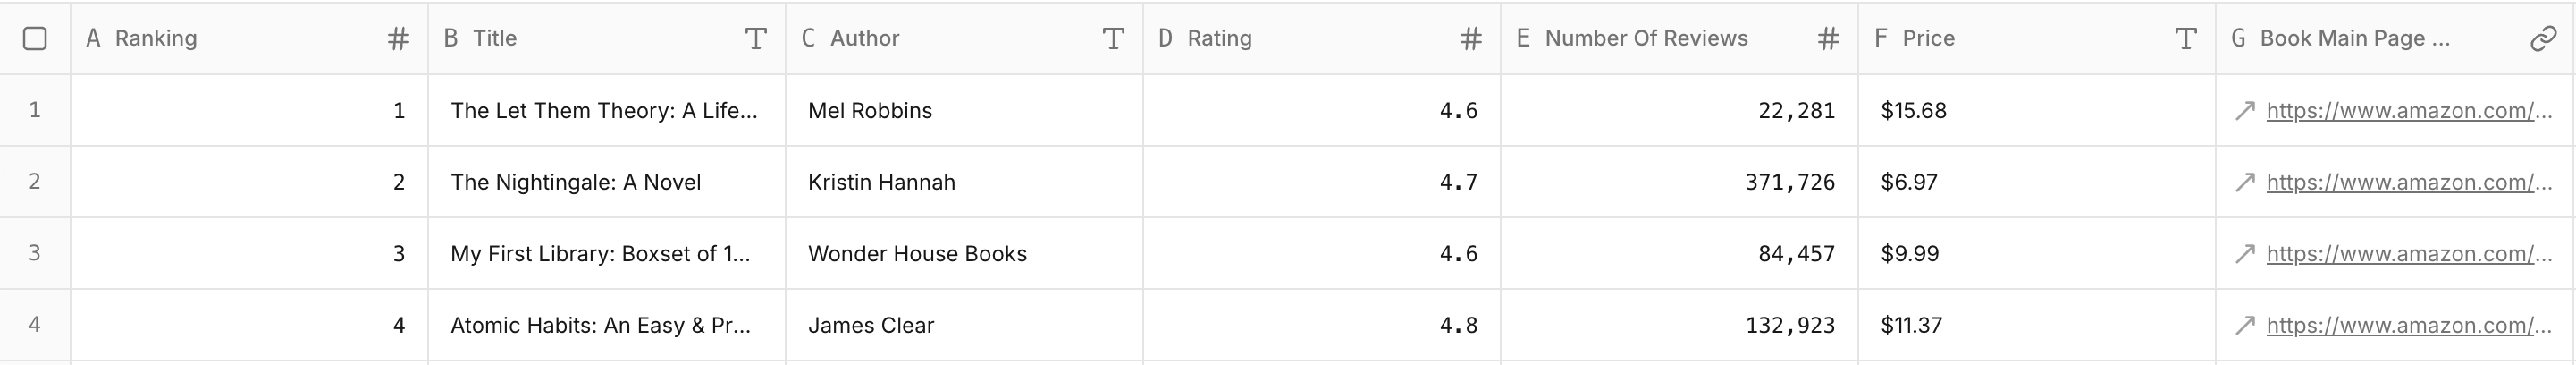 A Ranking # B Title T C Author T D Rating # E Number Of Reviews # F Price T G Book Main Page ...
1 1 The Let Them Theory: A Life... Mel Robbins 4.6 22,281 $15.68 https://www.amazon.com/...
2 2 The Nightingale: A Novel Kristin Hannah 4.7 371,726 $6.97 https://www.amazon.com/...
3 3 My First Library: Boxset of 1... Wonder House Books 4.6 84,457 $9.99 https://www.amazon.com/...
4 4 Atomic Habits: An Easy & Pr... James Clear 4.8 132,923 $11.37 https://www.amazon.com/...